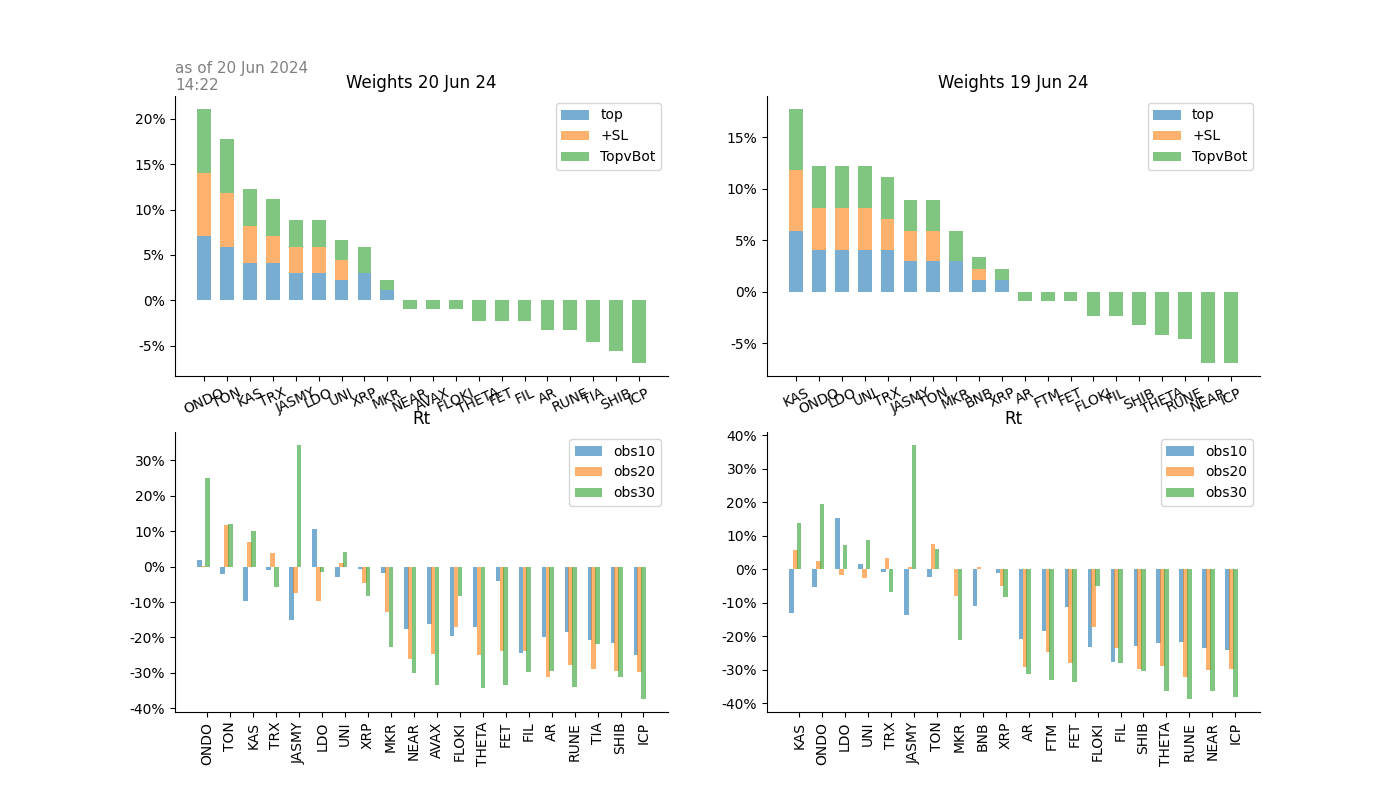 as of 20 Jun 2024
14:22
Weights 20 Jun 24
20%
15%
10%
5%
0%
-5%
top
+SL
TopvBot
ONDO TON KAS TRX JASMY LDO UNI XRP MKR NEAR AVAX FLOKI THETA FET FIL AR RUNE TIA SHIB ICP
Weights 19 Jun 24
15%
10%
5%
0%
-5%
top
+SL
TopvBot
KAS ONDO LDO UNI TRX JASMY TON MKR BNB XRP AR FTM FET FLOKI FIL SHIB THETA RUNE NEAR ICP
Rt
30%
20%
10%
0%
-10%
-20%
-30%
-40%
obs10
obs20
obs30
ONDO TON KAS TRX JASMY LDO UNI XRP MKR NEAR AVAX FLOKI THETA FET FIL AR RUNE TIA SHIB ICP
Rt
40%
30%
20%
10%
0%
-10%
-20%
-30%
-40%
obs10
obs20
obs30
KAS ONDO LDO UNI TRX JASMY TON MKR BNB XRP AR FTM FET FLOKI FIL SHIB THETA RUNE NEAR ICP